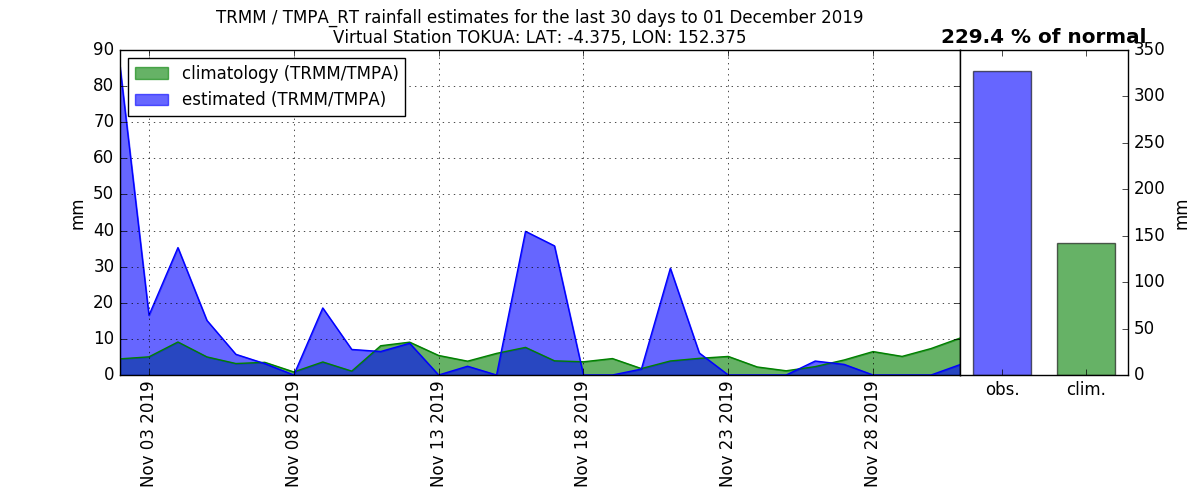 TRMM / TMPA_RT rainfall estimates for the last 30 days to 01 December 2019
Virtual Station TOKUA: LAT: -4.375, LON: 152.375
229.4 % of normal
climatology (TRMM/TMPA)
estimated (TRMM/TMPA)
mm
90
80
70
60
50
40
30
20
10
0
Nov 03 2019
Nov 08 2019
Nov 13 2019
Nov 18 2019
Nov 23 2019
Nov 28 2019
obs.
clim.
350
300
250
200
150
100
50
0
mm